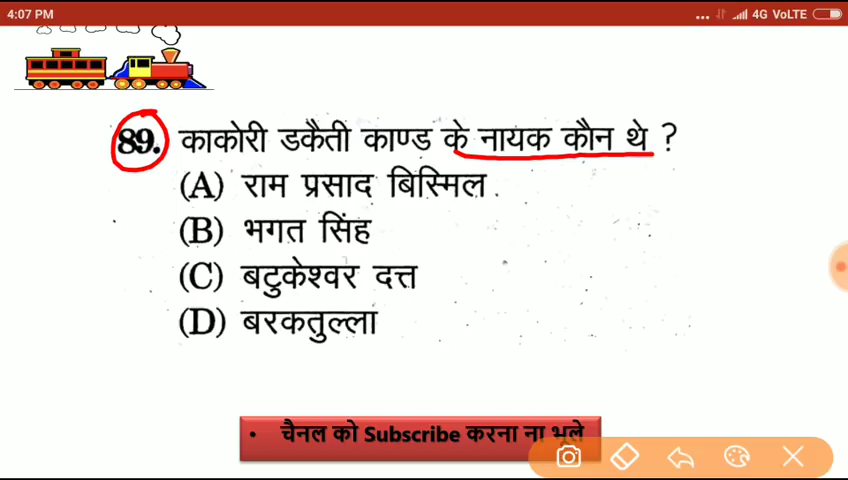 4:07 PM ... 4G VoLTE
89. काकोरी डकैती काण्ड के नायक कौन थे ?
(A) राम प्रसाद बिस्मिल
(B) भगत सिंह
(C) बटुकेश्वर दत्त
(D) बरकतुल्ला
• चैनल को Subscribe करना ना भूले